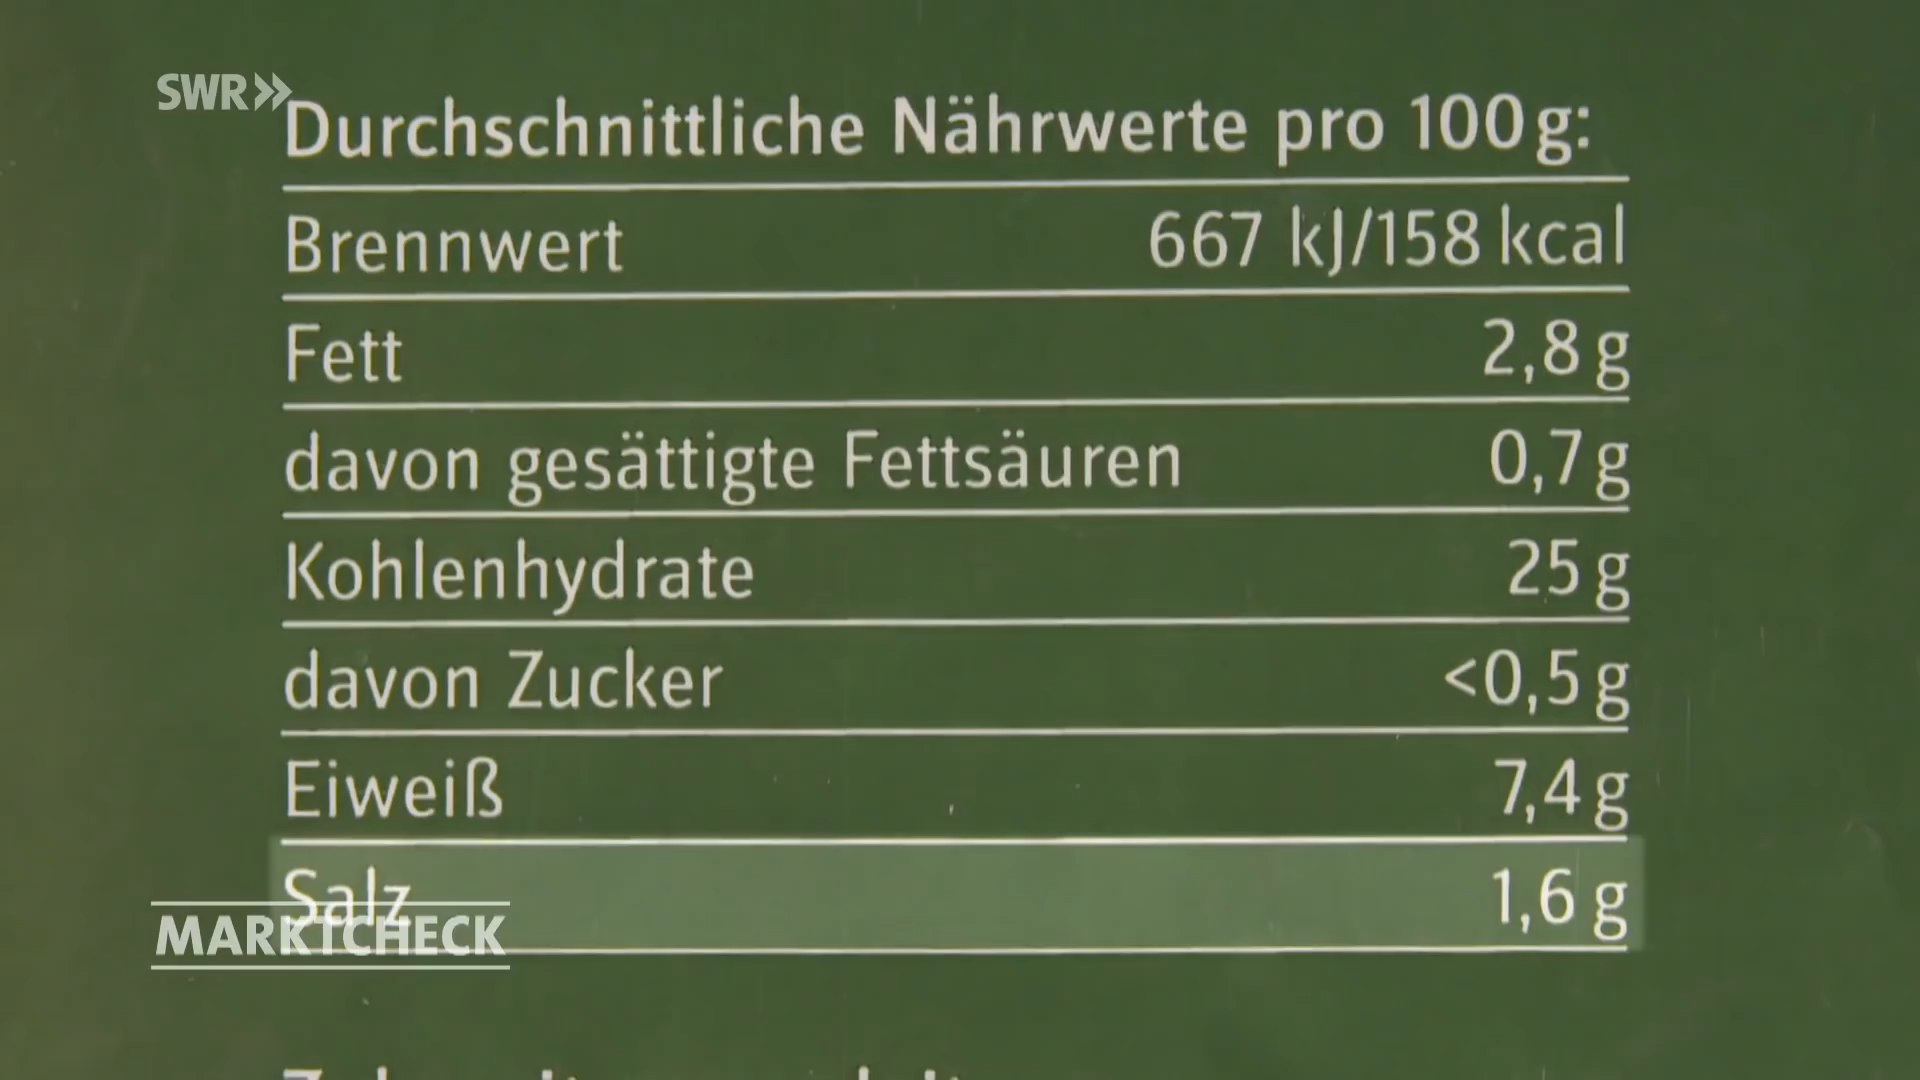 SWR»
Durchschnittliche Nährwerte pro 100 g:
Brennwert 667 kJ/158 kcal
Fett 2,8 g
davon gesättigte Fettsäuren 0,7 g
Kohlenhydrate 25 g
davon Zucker <0,5 g
Eiweiß 7,4 g
Salz 1,6 g
MARKTCHECK